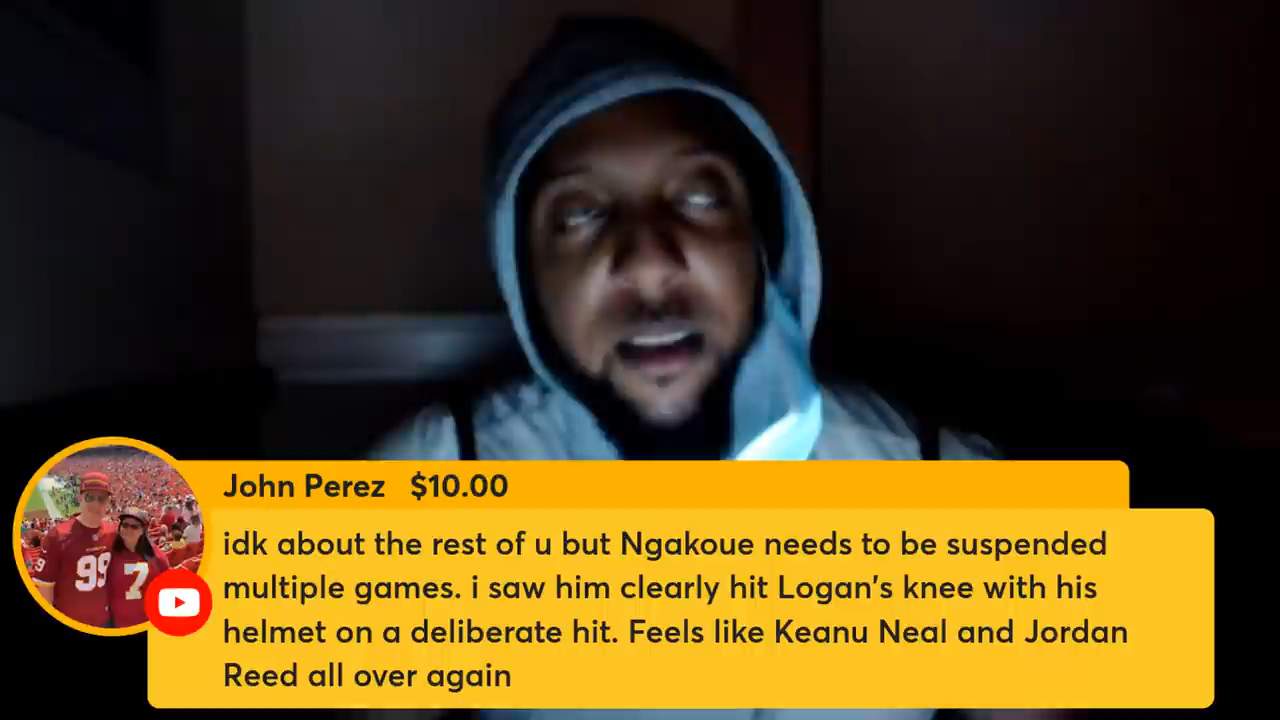 John Perez $10.00
idk about the rest of u but Ngakoue needs to be suspended
multiple games. i saw him clearly hit Logan's knee with his
helmet on a deliberate hit. Feels like Keanu Neal and Jordan
Reed all over again
99
7